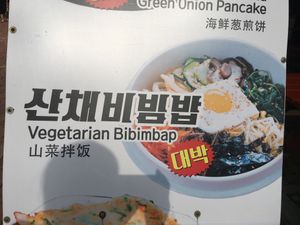 Green Onion Pancake
海鲜葱煎饼
산채비빔밥
Vegetarian Bibimbap
山菜拌饭
대박